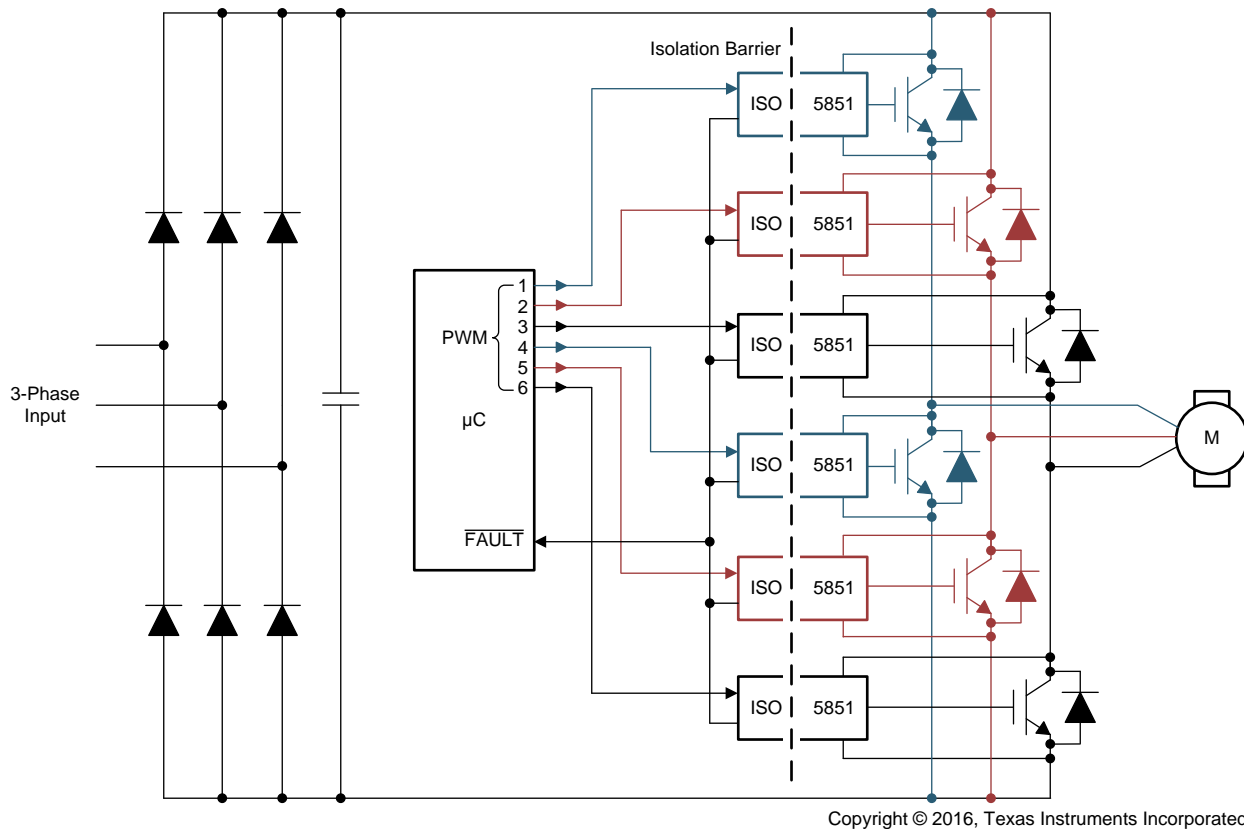 Isolation Barrier
ISO 5851
ISO 5851
1
2
PWM 3
ISO 5851
4
5
6
3-Phase
Input
µC
M
ISO 5851
FAULT
ISO 5851
ISO 5851
Copyright © 2016, Texas Instruments Incorporated